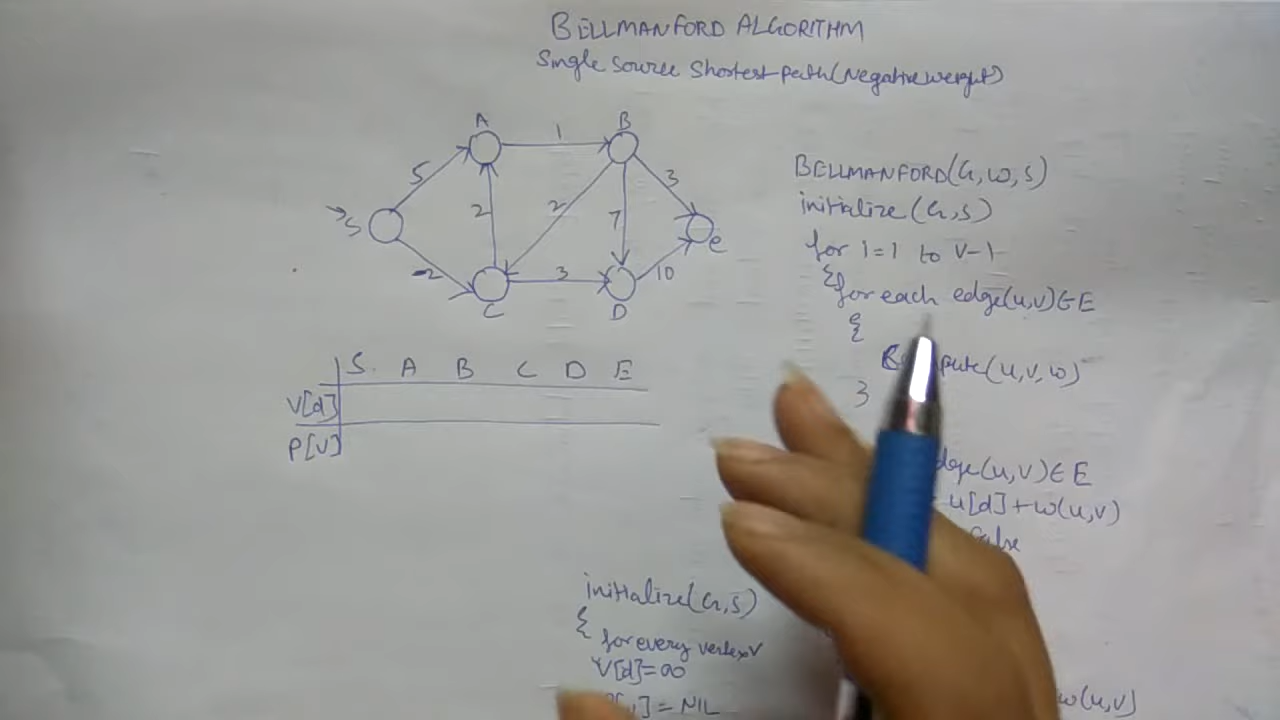 BELLMANFORD ALGORITHM
Single Source Shortest path (Negative weight)
A
1
B
5
3
S
2
2
7
e
-2
3
10
C
D
S. A B C D E
V[d]
P[V]
BELLMANFORD(G, w, s)
initialize (G, s)
for i=1 to v-1
{
for each edge(u,v)∈E
{
(u, v, w)
}
edge(u, v) ∈ E
u[d] + w(u, v)
false
initialize(G, s)
{
for every vertex v
V[d] = ∞
= NIL
w(u, v)